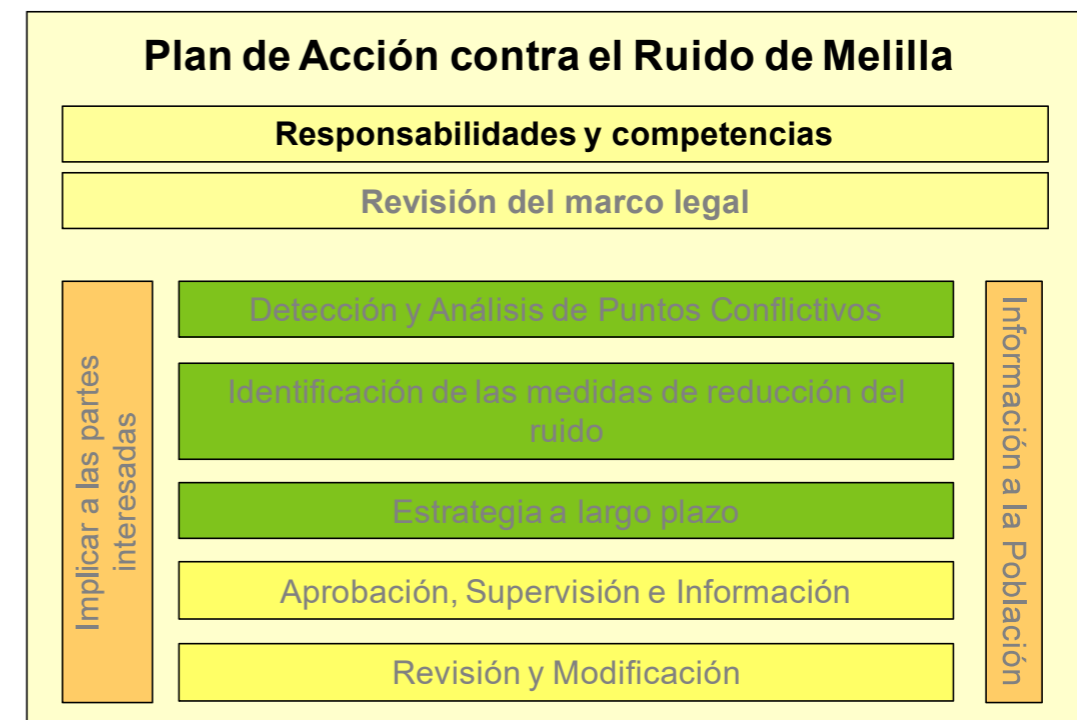 Plan de Acción contra el Ruido de Melilla
Responsabilidades y competencias
Revisión del marco legal
Implicar a las partes
interesadas
Detección y Análisis de Puntos Conflictivos
Identificación de las medidas de reducción del
ruido
Estrategia a largo plazo
Aprobación, Supervisión e Información
Revisión y Modificación
Información a la Población